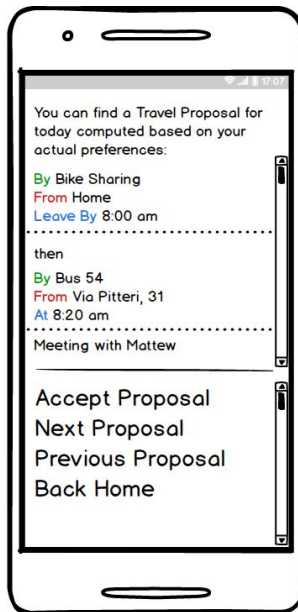 17:07
You can find a Travel Proposal for
today computed based on your
actual preferences:
By Bike Sharing
From Home
Leave By 8:00 am
then
By Bus 54
From Via Pitteri, 31
At 8:20 am
Meeting with Mattew
Accept Proposal
Next Proposal
Previous Proposal
Back Home